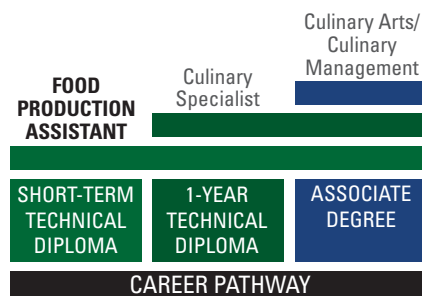 Culinary Arts/
Culinary
Management
Culinary
Specialist
FOOD
PRODUCTION
ASSISTANT
SHORT-TERM
TECHNICAL
DIPLOMA
1-YEAR
TECHNICAL
DIPLOMA
ASSOCIATE
DEGREE
CAREER PATHWAY